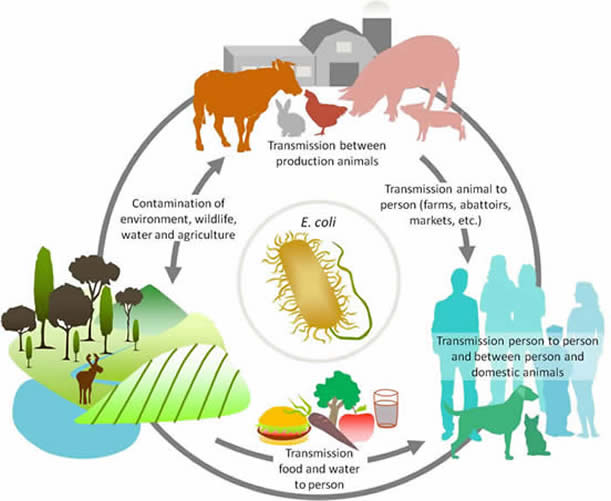 Transmission between
production animals
Contamination of
environment, wildlife,
water and agriculture
Transmission animal to
person (farms, abattoirs,
markets, etc.)
E. coli
Transmission person to person
and between person and
domestic animals
Transmission
food and water
to person